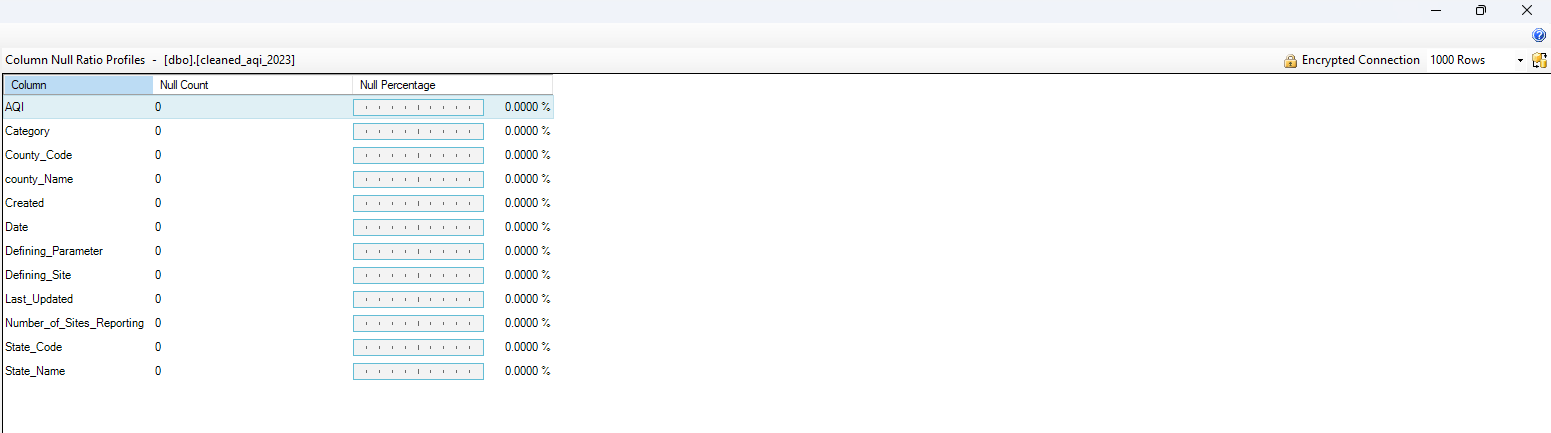 Column Null Ratio Profiles - [dbo].[cleaned_aqi_2023] Encrypted Connection 1000 Rows
Column Null Count Null Percentage
AQI 0 0.0000 %
Category 0 0.0000 %
County_Code 0 0.0000 %
county_Name 0 0.0000 %
Created 0 0.0000 %
Date 0 0.0000 %
Defining_Parameter 0 0.0000 %
Defining_Site 0 0.0000 %
Last_Updated 0 0.0000 %
Number_of_Sites_Reporting 0 0.0000 %
State_Code 0 0.0000 %
State_Name 0 0.0000 %